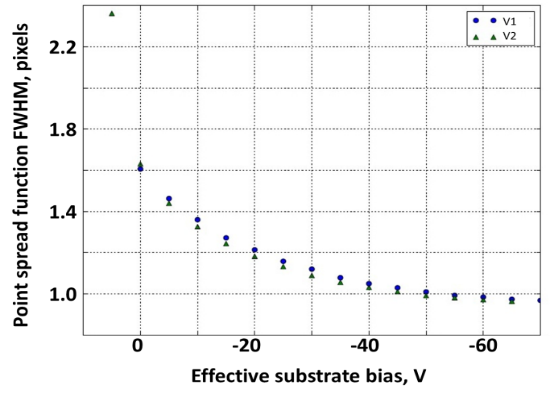 Point spread function FWHM, pixels
2.2
1.8
1.4
1.0
V1
V2
0
-20
-40
-60
Effective substrate bias, V